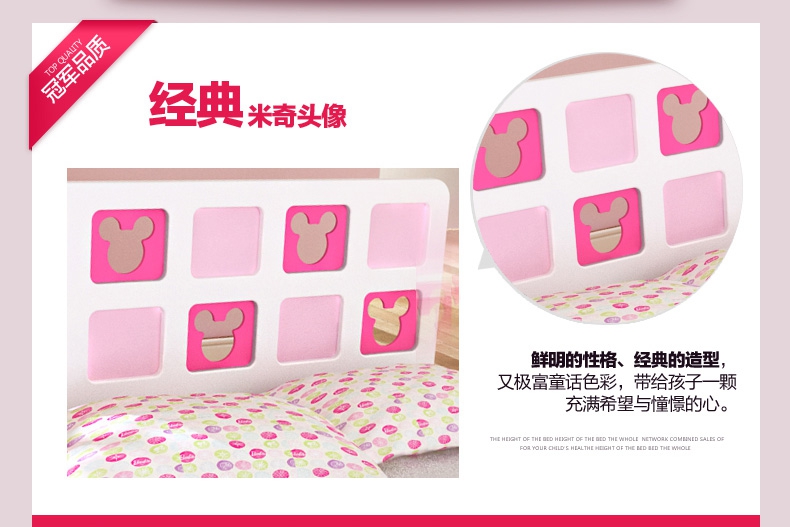 TOP QUALITY
冠军品质
经典 米奇头像
鲜明的性格、经典的造型，
又极富童话色彩，带给孩子一颗
充满希望与憧憬的心。
THE HEIGHT OF THE BED HEIGHT OF THE BED THE WHOLE NETWORK COMBINED SALES OF
FOR YOUR CHILD S HEALTHE HEIGHT OF THE BED BED THE WHOLE